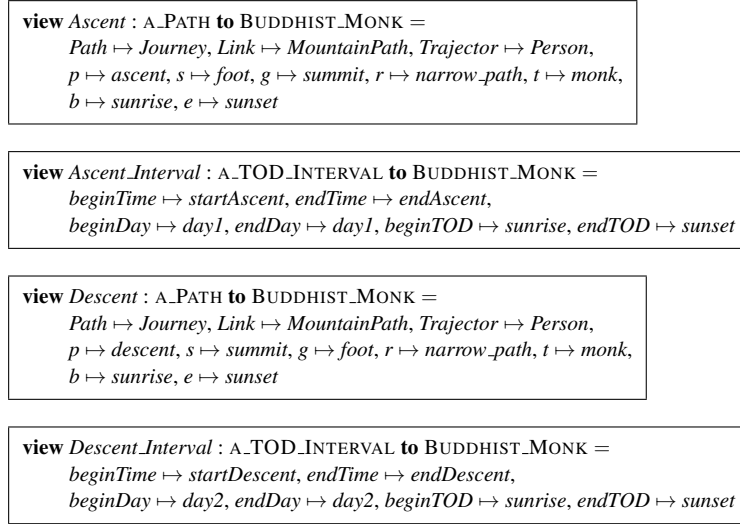 view Ascent : A_PATH to BUDDHIST_MONK =
Path ↦ Journey, Link ↦ MountainPath, Trajector ↦ Person,
p ↦ ascent, s ↦ foot, g ↦ summit, r ↦ narrow_path, t ↦ monk,
b ↦ sunrise, e ↦ sunset
view Ascent_Interval : A_TOD_INTERVAL to BUDDHIST_MONK =
beginTime ↦ startAscent, endTime ↦ endAscent,
beginDay ↦ day1, endDay ↦ day1, beginTOD ↦ sunrise, endTOD ↦ sunset
view Descent : A_PATH to BUDDHIST_MONK =
Path ↦ Journey, Link ↦ MountainPath, Trajector ↦ Person,
p ↦ descent, s ↦ summit, g ↦ foot, r ↦ narrow_path, t ↦ monk,
b ↦ sunrise, e ↦ sunset
view Descent_Interval : A_TOD_INTERVAL to BUDDHIST_MONK =
beginTime ↦ startDescent, endTime ↦ endDescent,
beginDay ↦ day2, endDay ↦ day2, beginTOD ↦ sunrise, endTOD ↦ sunset